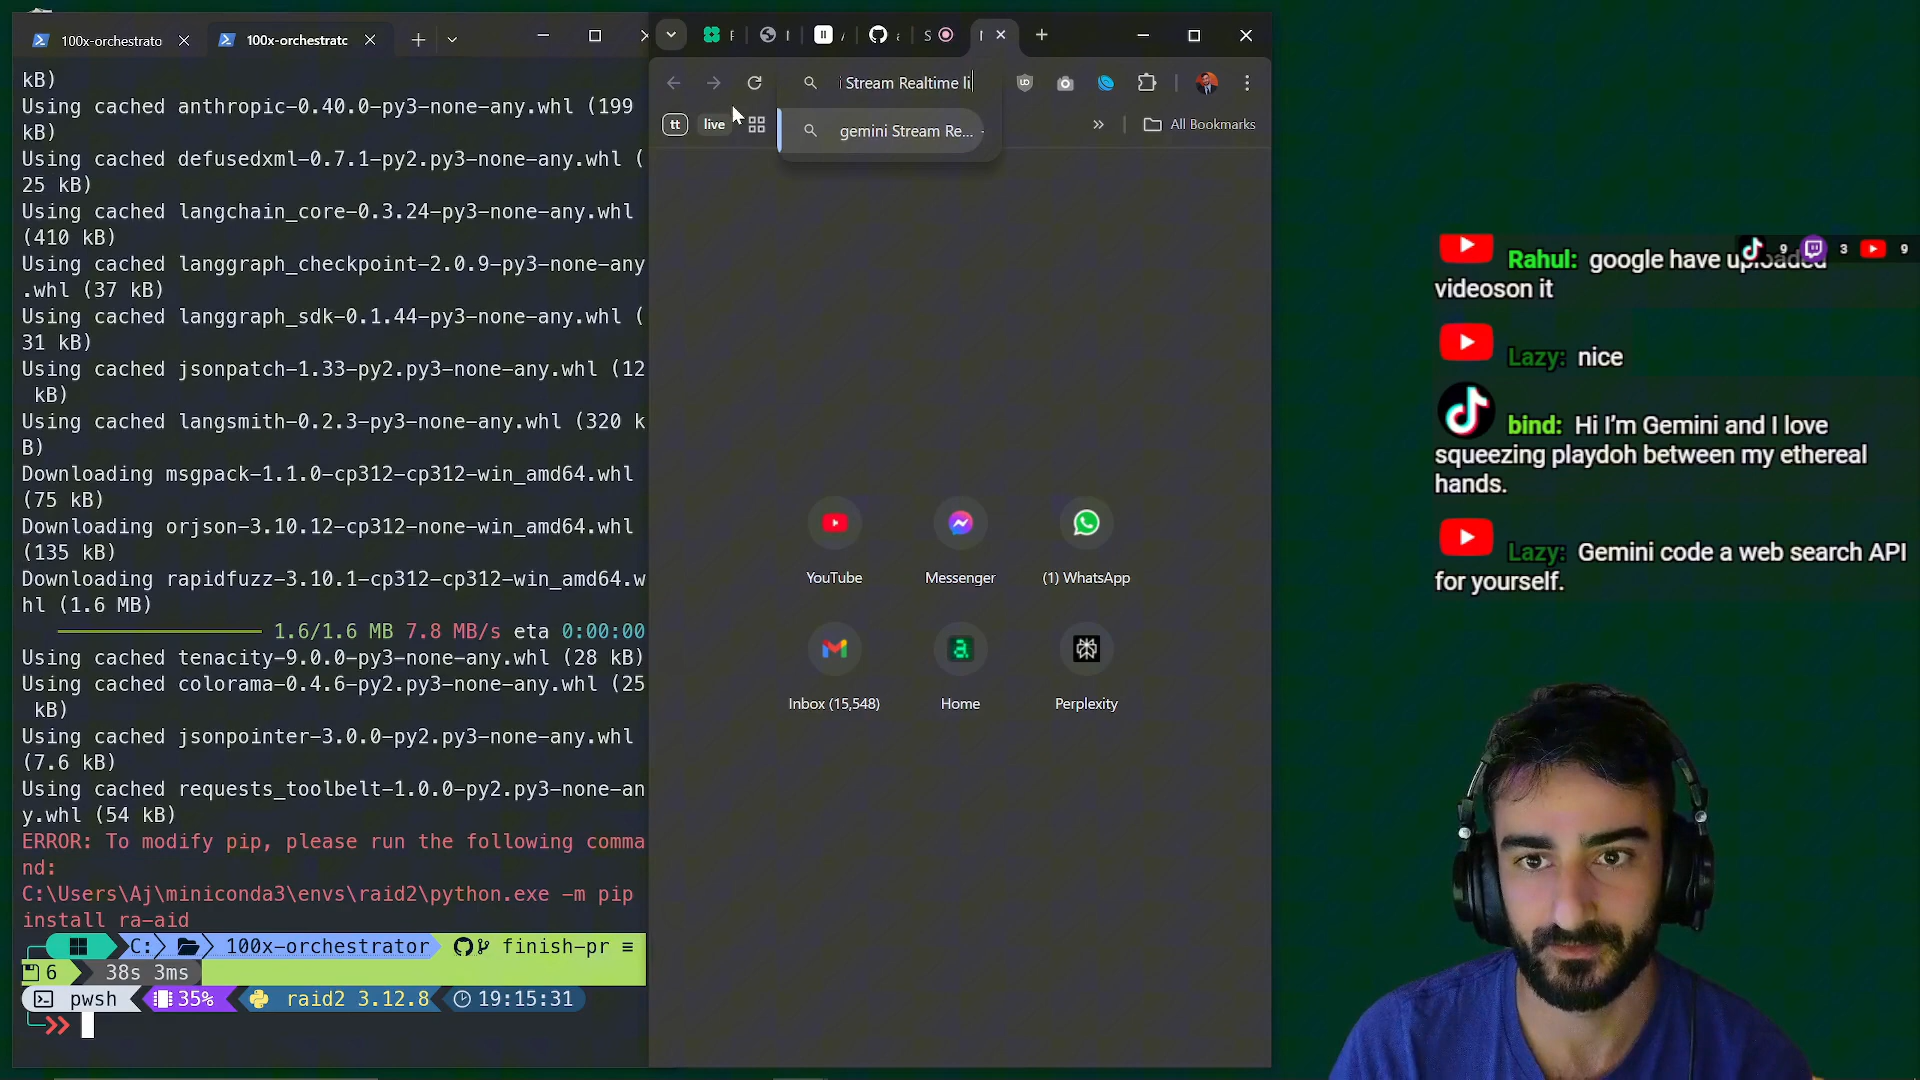 100x-orchestratc
100x-orchestratc
kB)
Using cached anthropic-0.40.0-py3-none-any.whl (199
kB)
Using cached defusedxml-0.7.1-py2.py3-none-any.whl (
25 kB)
Using cached langchain_core-0.3.24-py3-none-any.whl
(410 kB)
Using cached langgraph_checkpoint-2.0.9-py3-none-any
.whl (37 kB)
Using cached langgraph_sdk-0.1.44-py3-none-any.whl (
31 kB)
Using cached jsonpatch-1.33-py2.py3-none-any.whl (12
kB)
Using cached langsmith-0.2.3-py3-none-any.whl (320 k
B)
Downloading msgpack-1.1.0-cp312-cp312-win_amd64.whl
(75 kB)
Downloading orjson-3.10.12-cp312-none-win_amd64.whl
(135 kB)
Downloading rapidfuzz-3.10.1-cp312-cp312-win_amd64.w
hl (1.6 MB)
1.6/1.6 MB 7.8 MB/s eta 0:00:00
Using cached tenacity-9.0.0-py3-none-any.whl (28 kB)
Using cached colorama-0.4.6-py2.py3-none-any.whl (25
kB)
Using cached jsonpointer-3.0.0-py2.py3-none-any.whl
(7.6 kB)
Using cached requests_toolbelt-1.0.0-py2.py3-none-an
y.whl (54 kB)
ERROR: To modify pip, please run the following comma
nd:
C:\Users\Aj\miniconda3\envs\raid2\python.exe -m pip
install ra-aid
C: 100x-orchestrator finish-pr ≡
6 38s 3ms
pwsh 35% raid2 3.12.8 19:15:31
Stream Realtime li
tt live All Bookmarks
gemini Stream Re...
YouTube
Messenger
(1) WhatsApp
Inbox (15,548)
Home
Perplexity
9 3 9
Rahul: google have uploaded
videoson it
Lazy: nice
bind: Hi I'm Gemini and I love
squeezing playdoh between my ethereal
hands.
Lazy: Gemini code a web search API
for yourself.